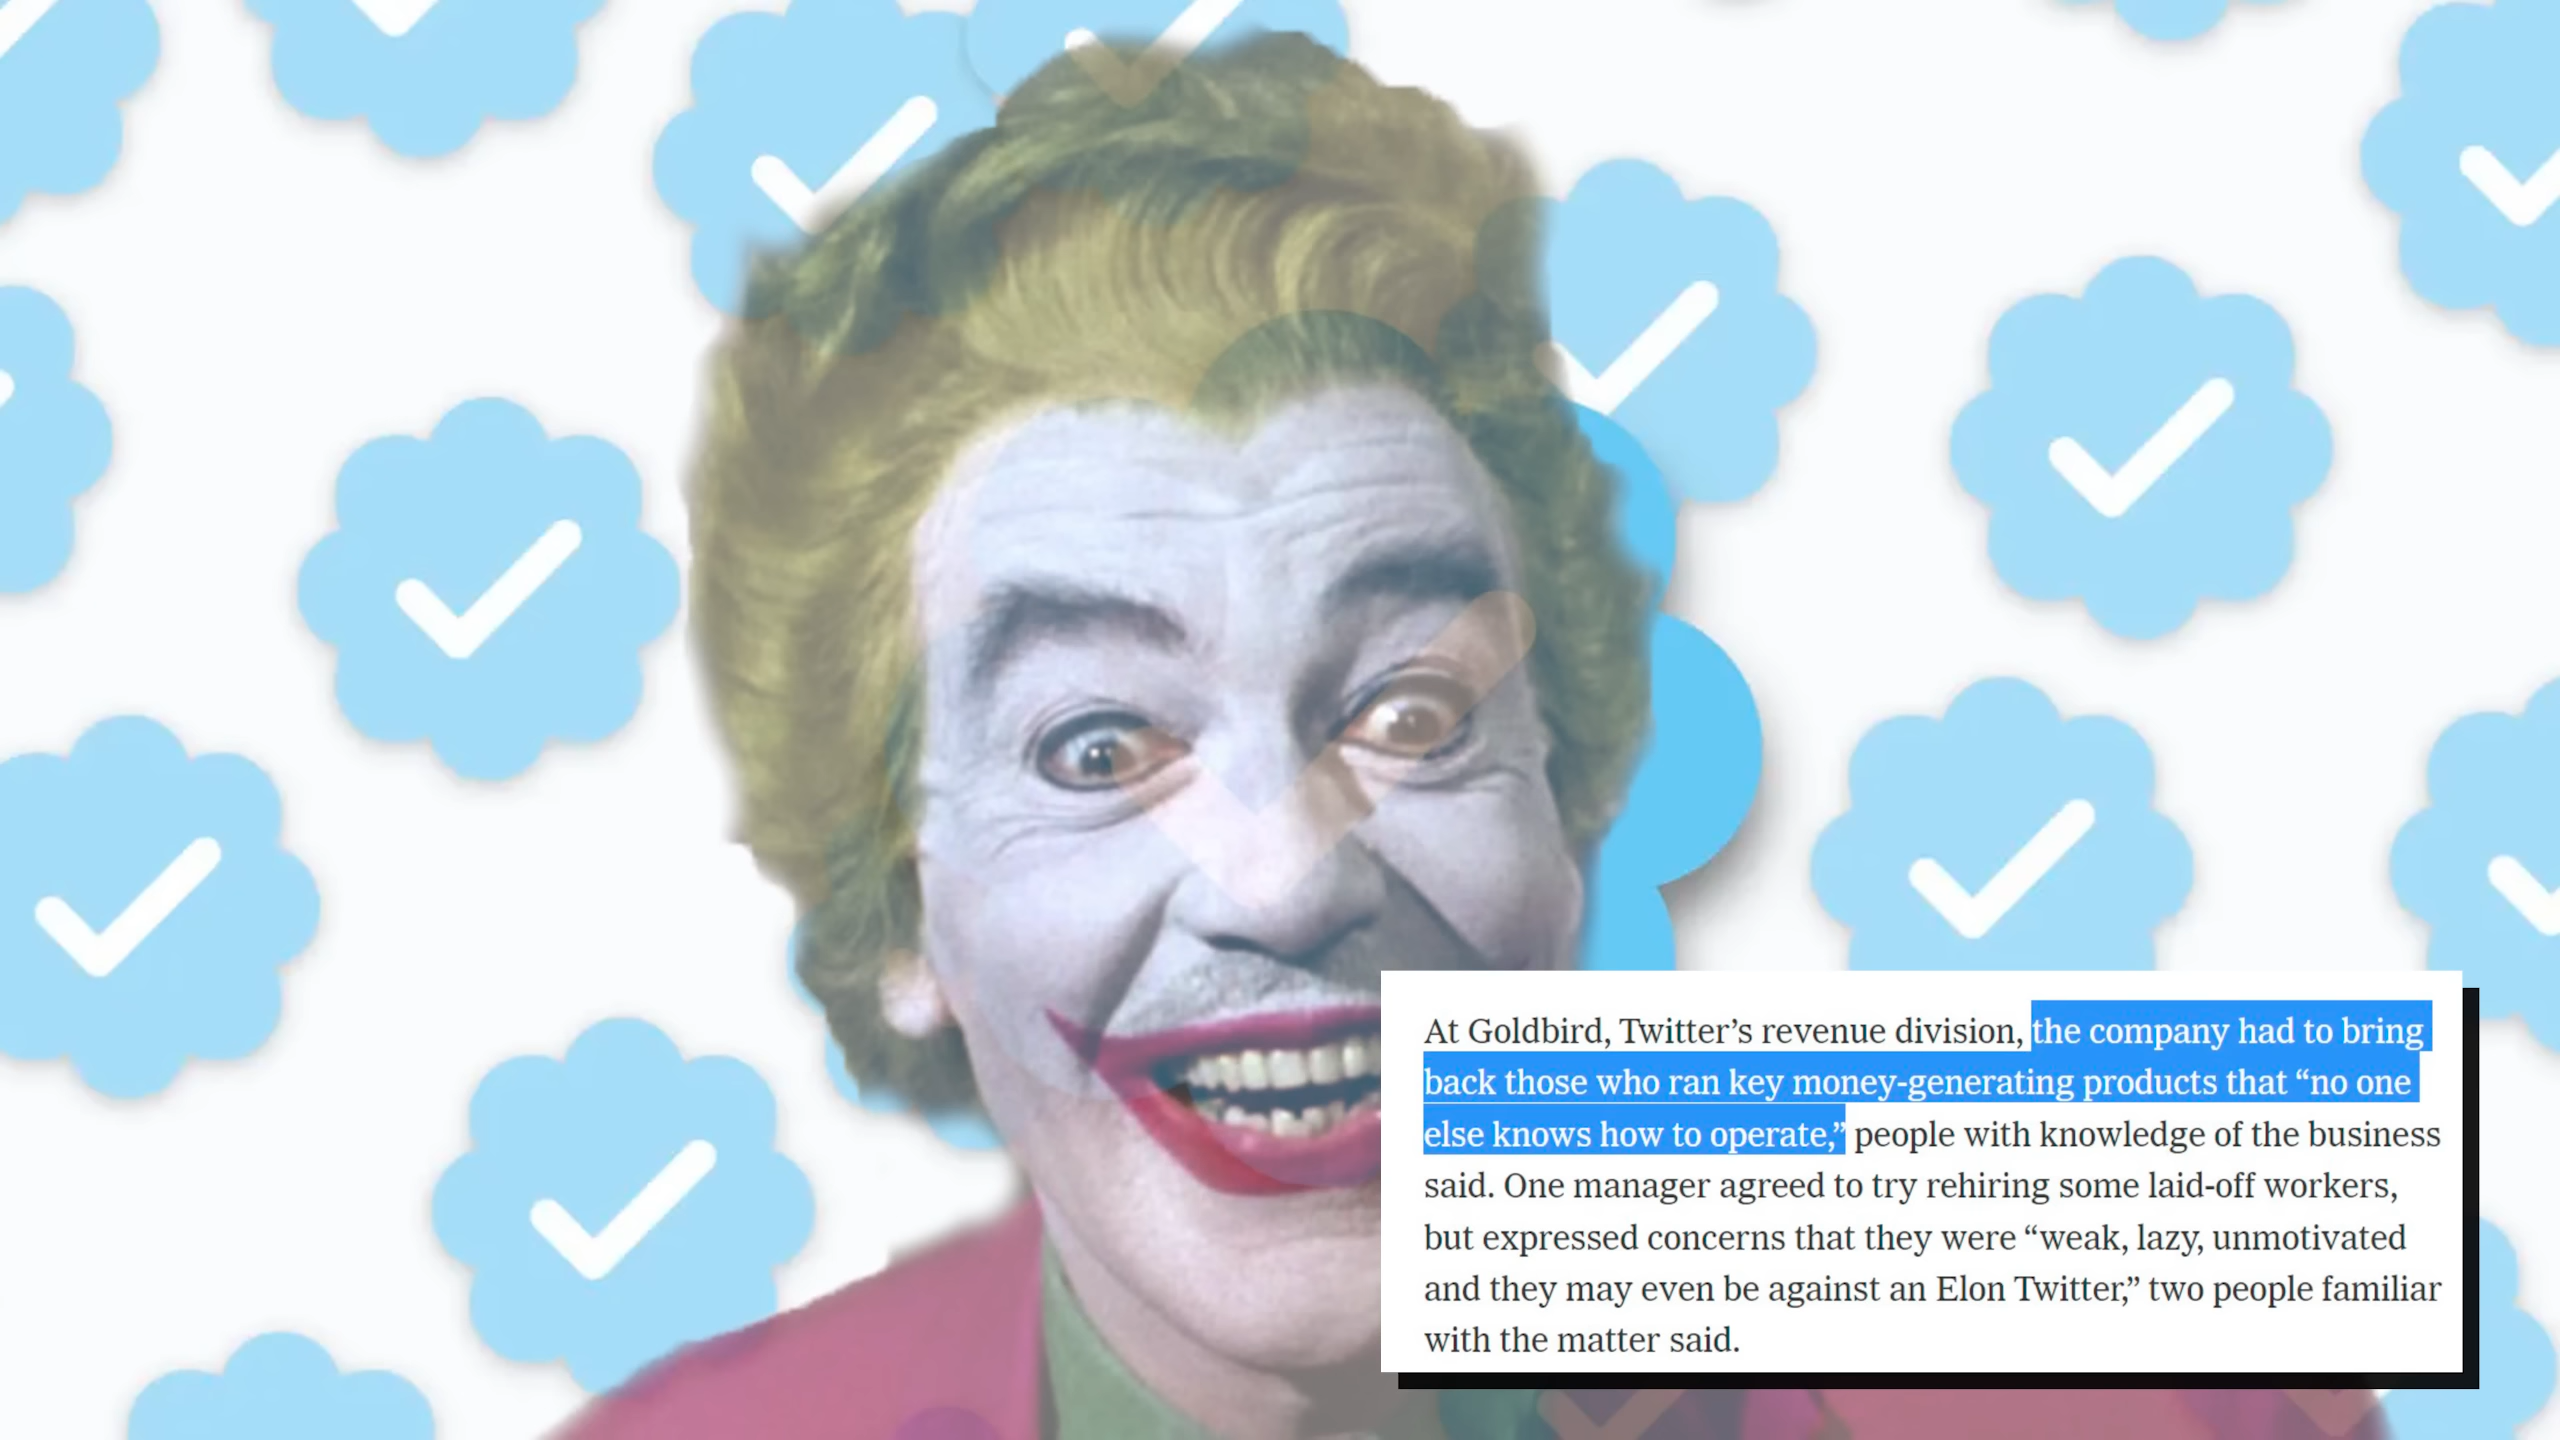 At Goldbird, Twitter’s revenue division, the company had to bring
back those who ran key money-generating products that “no one
else knows how to operate,” people with knowledge of the business
said. One manager agreed to try rehiring some laid-off workers,
but expressed concerns that they were “weak, lazy, unmotivated
and they may even be against an Elon Twitter,” two people familiar
with the matter said.